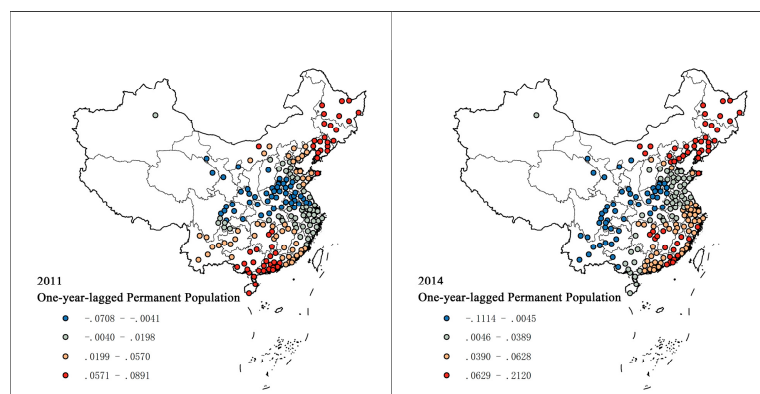 2011
One-year-lagged Permanent Population
-.0708 - -.0041
-.0040 - .0198
.0199 - .0570
.0571 - .0891
2014
One-year-lagged Permanent Population
-.1114 - .0045
.0046 - .0389
.0390 - .0628
.0629 - .2120